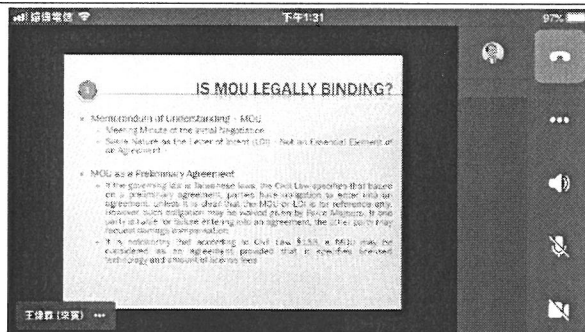 遠傳電信
下午1:31
97%
IS MOU LEGALLY BINDING?
Memorandum of Understanding - MOU
Meeting Minute of the Initial Negotiation
Same Nature as the Letter of Intent (LOI) - Not an Essential Element of
an Agreement
MOU as a Preliminary Agreement
If the governing law is Taiwanese laws, the Civil Law specifies that based
on a preliminary agreement, parties have obligation to enter into an
agreement, unless it is clear that the MOU or LOI is for reference only.
However such obligation may be waived given by Force Majeure. If one
party is liable for failure entering into an agreement, the other party may
request damage compensation.
It is noteworthy that according to Civil Law §153, a MOU may be
considered as an agreement provided that it specifies licensed
technology and amount of license fees
(來賓)